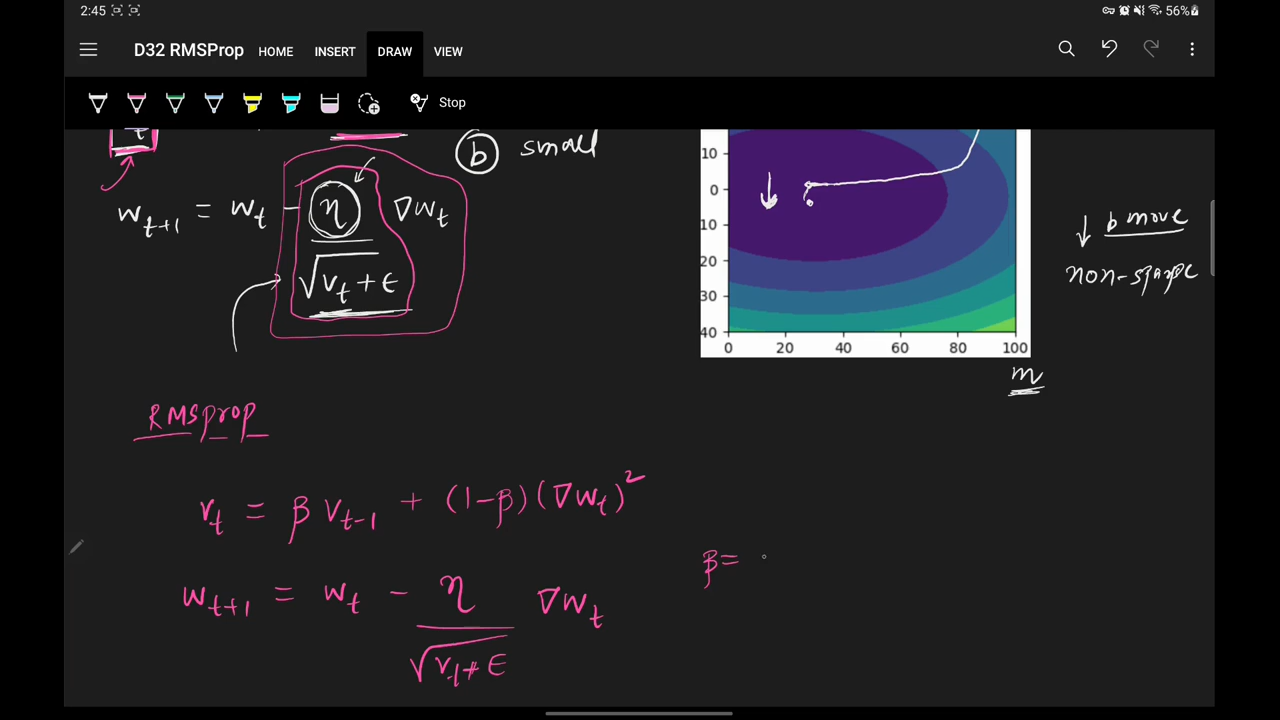 2:45 56%
D32 RMSProp HOME INSERT DRAW VIEW
Stop
b small
w_{t+1} = w_t - η ∇w_t
√v_t + ϵ
10
0
10
20
30
40
0 20 40 60 80 100
m
↓ b move
non-sparse
RMSprop
v_t = β v_{t-1} + (1-β)(∇w_t)^2
β=
w_{t+1} = w_t - η ∇w_t
√v_t + ϵ